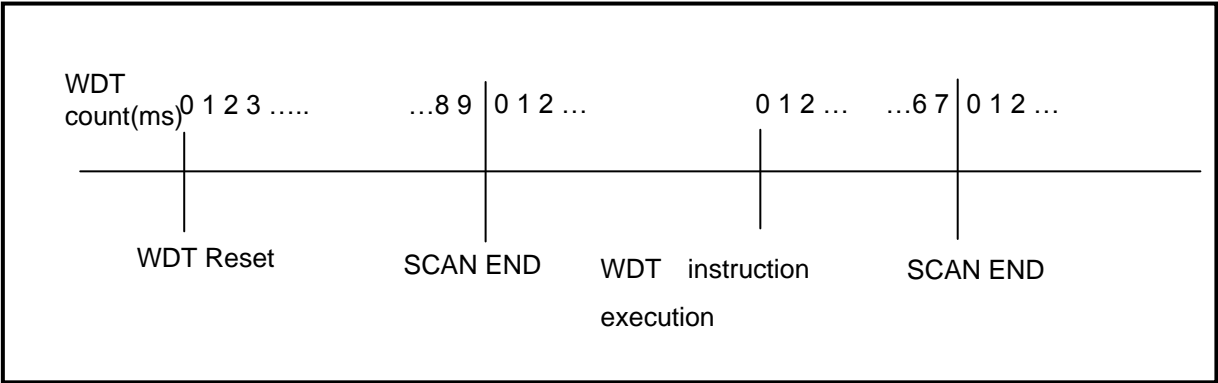 WDT
count(ms) 0 1 2 3 ..... …8 9 0 1 2 … 0 1 2 … …6 7 0 1 2 …
WDT Reset SCAN END WDT instruction SCAN END
execution